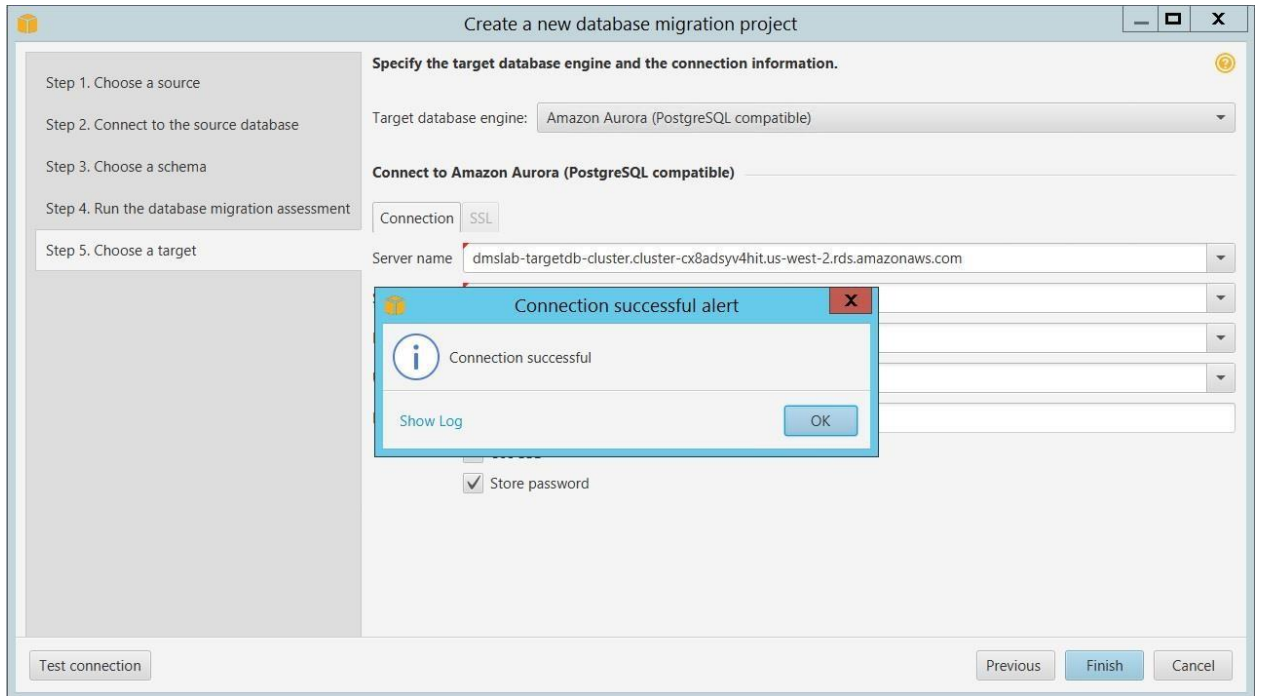 Create a new database migration project
Step 1. Choose a source
Step 2. Connect to the source database
Step 3. Choose a schema
Step 4. Run the database migration assessment
Step 5. Choose a target
Specify the target database engine and the connection information.
Target database engine: Amazon Aurora (PostgreSQL compatible)
Connect to Amazon Aurora (PostgreSQL compatible)
Connection SSL
Server name dmslab-targetdb-cluster.cluster-cx8adsyv4hit.us-west-2.rds.amazonaws.com
Connection successful alert
Connection successful
Show Log OK
Store password
Test connection Previous Finish Cancel